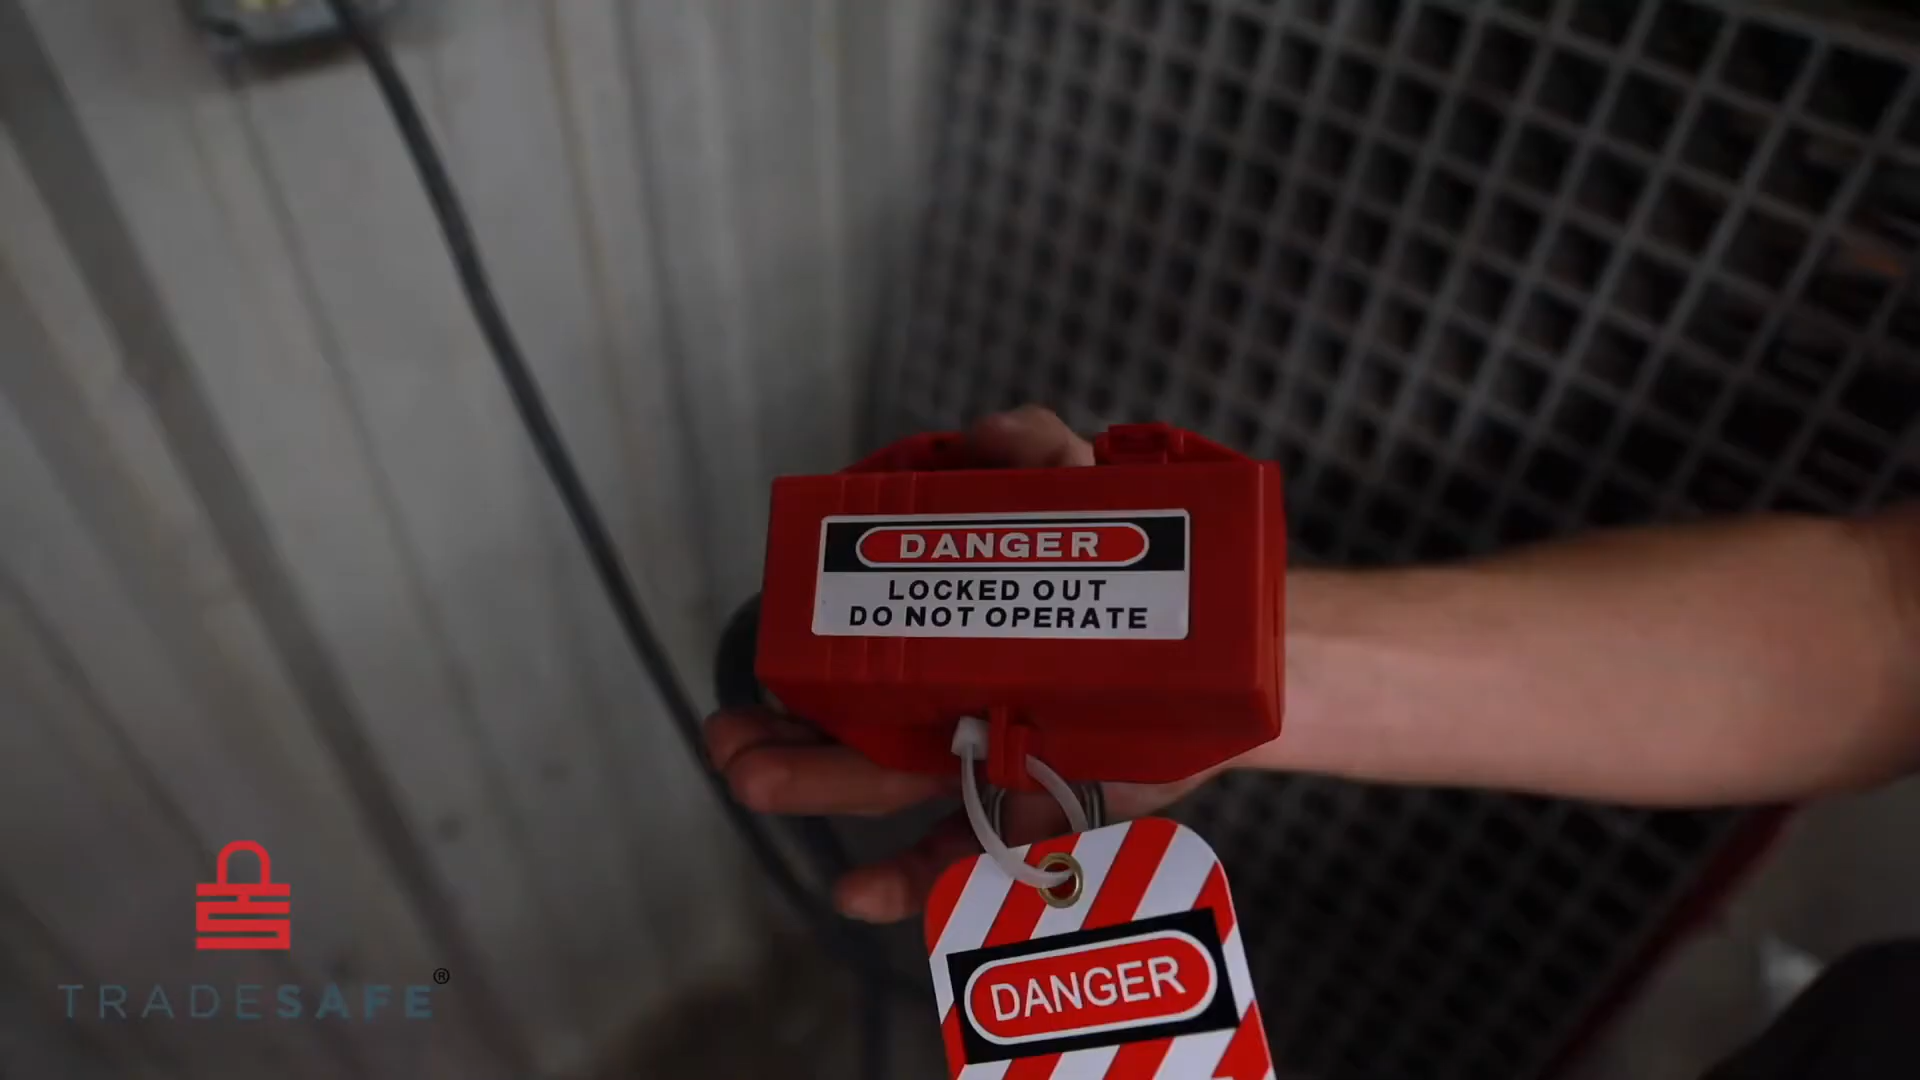 DANGER
LOCKED OUT
DO NOT OPERATE
DANGER
TRADESAFE®